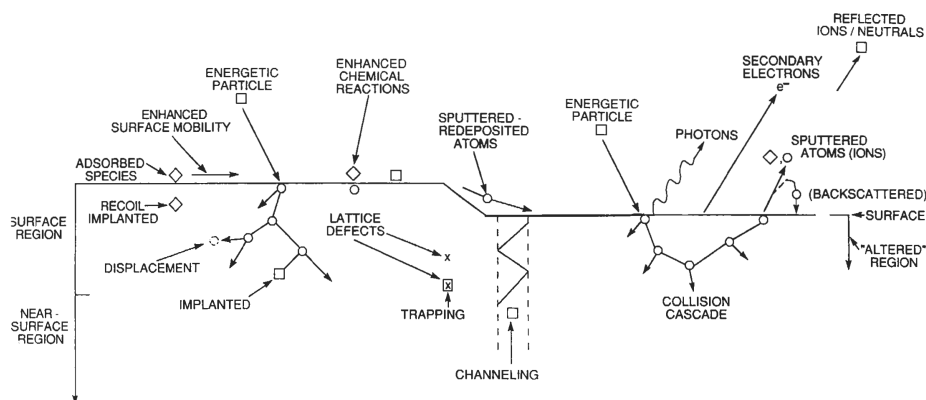 REFLECTED
IONS / NEUTRALS
SECONDARY
ELECTRONS
e–
ENHANCED
CHEMICAL
REACTIONS
ENERGETIC
PARTICLE
ENERGETIC
PARTICLE
ENHANCED
SURFACE MOBILITY
SPUTTERED -
REDEPOSITED
ATOMS
PHOTONS
SPUTTERED
ATOMS (IONS)
ADSORBED
SPECIES
(BACKSCATTERED)
RECOIL
IMPLANTED
SURFACE
SURFACE
REGION
LATTICE
DEFECTS
"ALTERED"
REGION
DISPLACEMENT
x
x
IMPLANTED
TRAPPING
COLLISION
CASCADE
NEAR -
SURFACE
REGION
CHANNELING